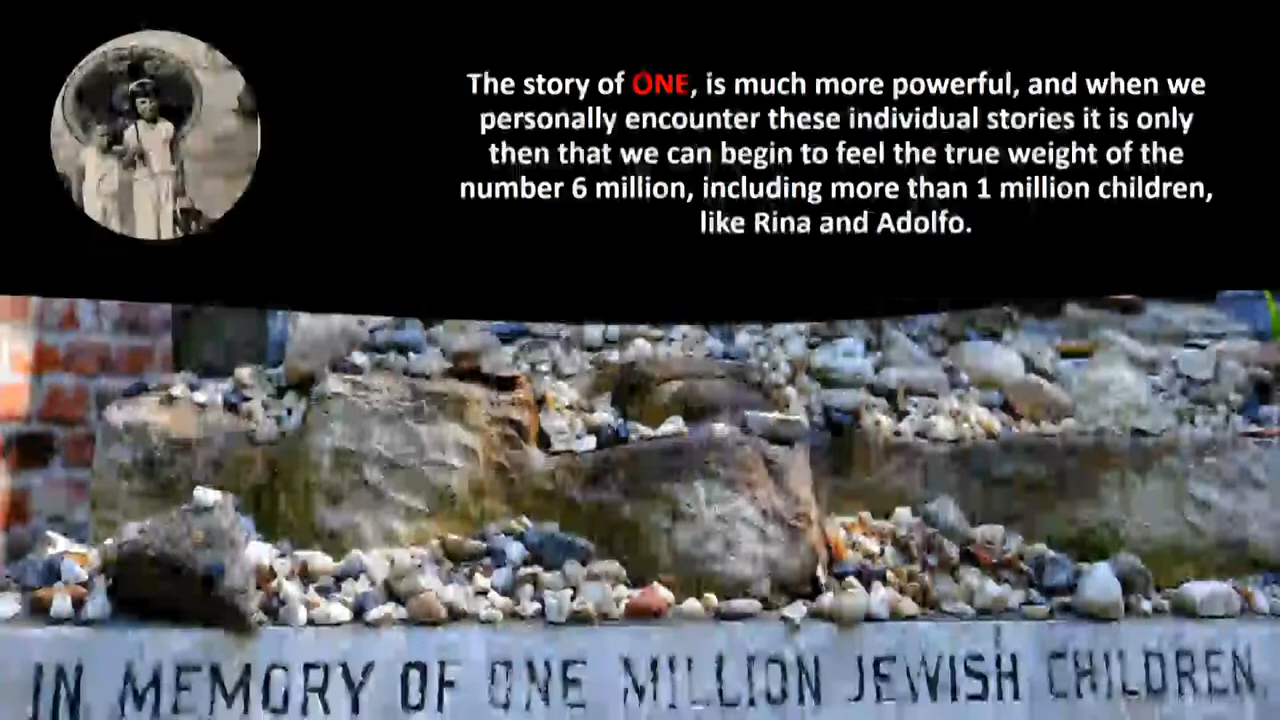 The story of ONE, is much more powerful, and when we
personally encounter these individual stories it is only
then that we can begin to feel the true weight of the
number 6 million, including more than 1 million children,
like Rina and Adolfo.
IN MEMORY OF ONE MILLION JEWISH CHILDREN.